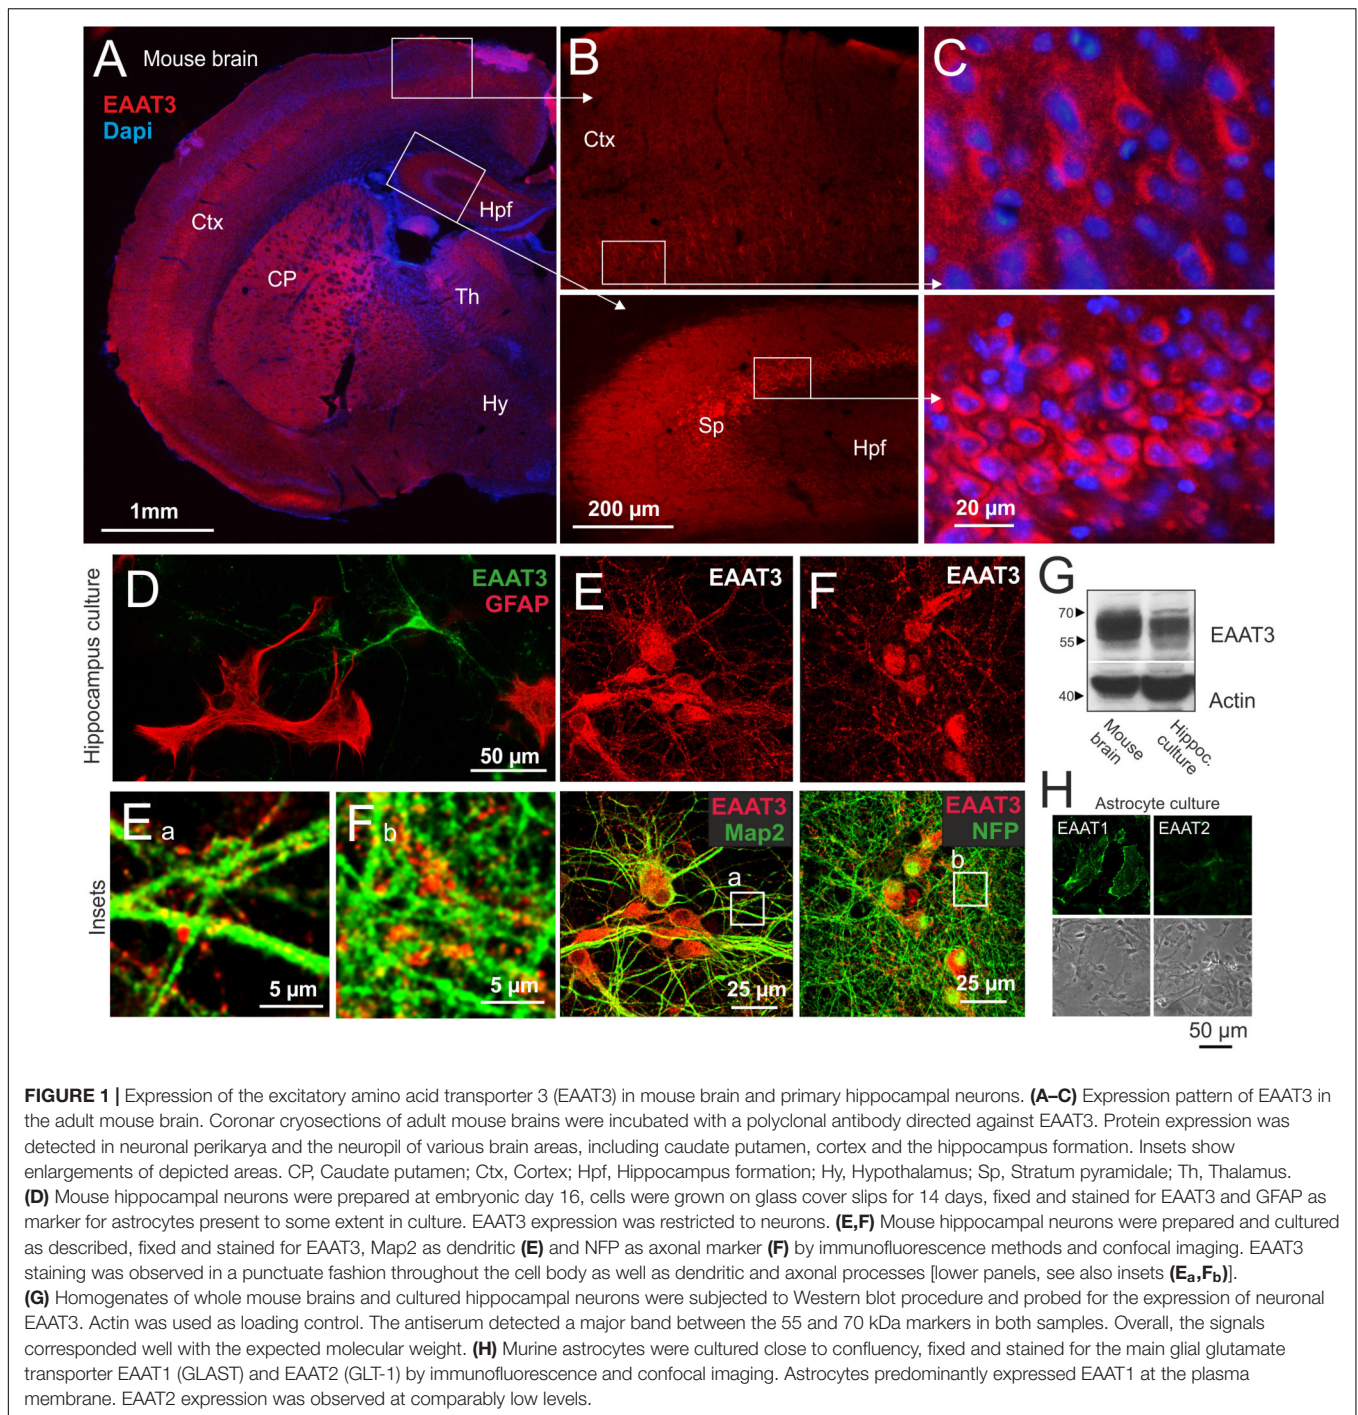 A Mouse brain
EAAT3
Dapi
Ctx
CP
Hpf
Th
Hy
1mm
B
Ctx
Sp
Hpf
200 µm
C
20 µm
Hippocampus culture
D
EAAT3
GFAP
50 µm
E
EAAT3
F
EAAT3
G
70
55
40
EAAT3
Actin
Mouse
brain
Hippoc.
culture
Insets
E a
5 µm
F b
5 µm
EAAT3
Map2
a
25 µm
EAAT3
NFP
b
25 µm
H
Astrocyte culture
EAAT1
EAAT2
50 µm
FIGURE 1 | Expression of the excitatory amino acid transporter 3 (EAAT3) in mouse brain and primary hippocampal neurons. (A–C) Expression pattern of EAAT3 in
the adult mouse brain. Coronar cryosections of adult mouse brains were incubated with a polyclonal antibody directed against EAAT3. Protein expression was
detected in neuronal perikarya and the neuropil of various brain areas, including caudate putamen, cortex and the hippocampus formation. Insets show
enlargements of depicted areas. CP, Caudate putamen; Ctx, Cortex; Hpf, Hippocampus formation; Hy, Hypothalamus; Sp, Stratum pyramidale; Th, Thalamus.
(D) Mouse hippocampal neurons were prepared at embryonic day 16, cells were grown on glass cover slips for 14 days, fixed and stained for EAAT3 and GFAP as
marker for astrocytes present to some extent in culture. EAAT3 expression was restricted to neurons. (E,F) Mouse hippocampal neurons were prepared and cultured
as described, fixed and stained for EAAT3, Map2 as dendritic (E) and NFP as axonal marker (F) by immunofluorescence methods and confocal imaging. EAAT3
staining was observed in a punctuate fashion throughout the cell body as well as dendritic and axonal processes [lower panels, see also insets (Ea,Fb)].
(G) Homogenates of whole mouse brains and cultured hippocampal neurons were subjected to Western blot procedure and probed for the expression of neuronal
EAAT3. Actin was used as loading control. The antiserum detected a major band between the 55 and 70 kDa markers in both samples. Overall, the signals
corresponded well with the expected molecular weight. (H) Murine astrocytes were cultured close to confluency, fixed and stained for the main glial glutamate
transporter EAAT1 (GLAST) and EAAT2 (GLT-1) by immunofluorescence and confocal imaging. Astrocytes predominantly expressed EAAT1 at the plasma
membrane. EAAT2 expression was observed at comparably low levels.